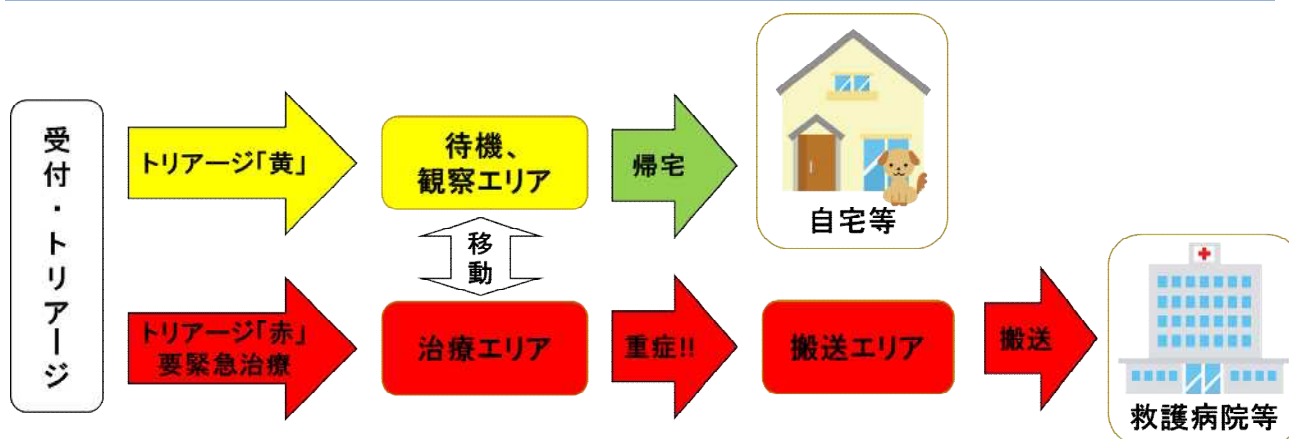 受付・トリアージ
トリアージ「黄」
待機、
観察エリア
帰宅
自宅等
移動
トリアージ「赤」
要緊急治療
治療エリア
重症!!
搬送エリア
搬送
救護病院等